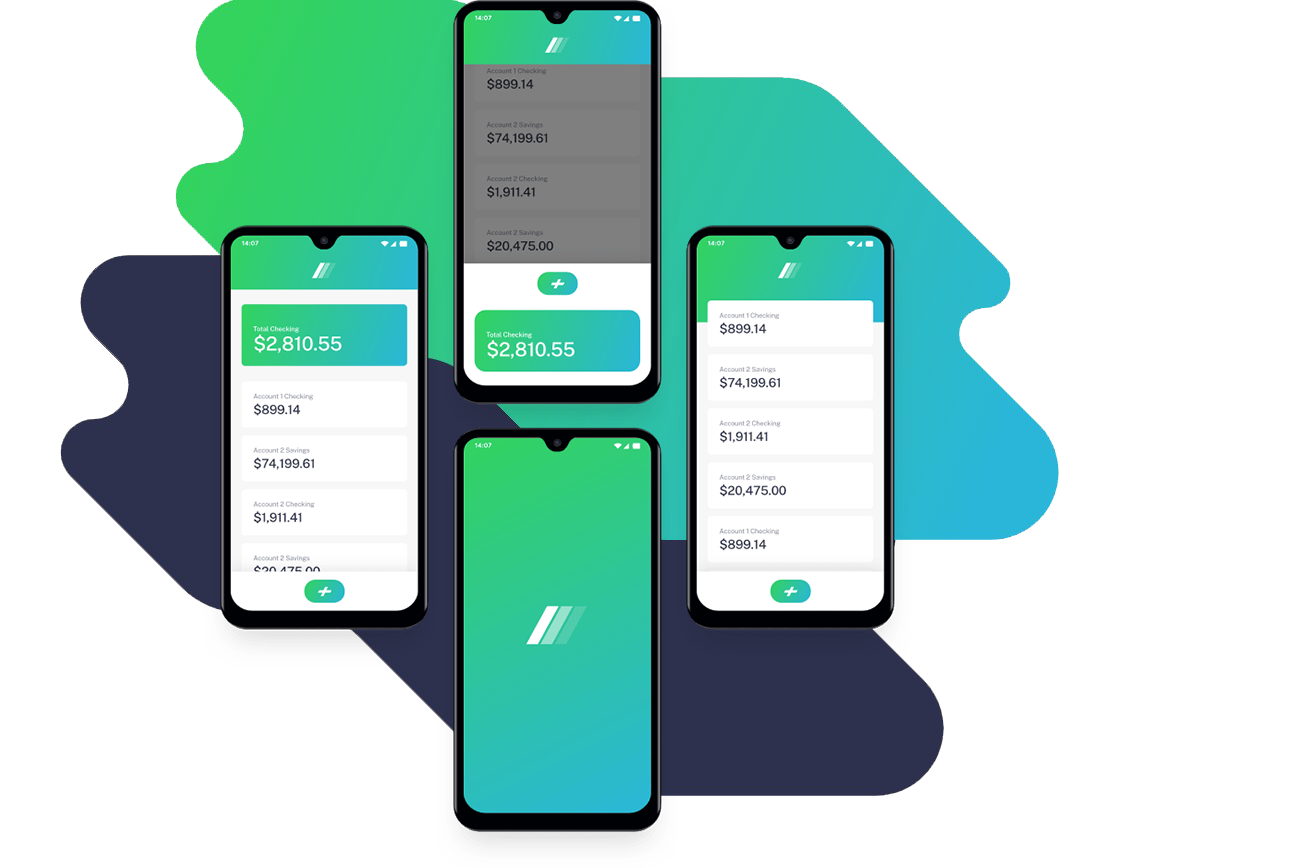 14:07
Account 1 Checking
$899.14
Account 2 Savings
$74,199.61
Account 2 Checking
$1,911.41
Account 2 Savings
$20,475.00
Total Checking
$2,810.55
14:07
Total Checking
$2,810.55
Account 1 Checking
$899.14
Account 2 Savings
$74,199.61
Account 2 Checking
$1,911.41
Account 2 Savings
$20,475.00
14:07
Account 1 Checking
$899.14
Account 2 Savings
$74,199.61
Account 2 Checking
$1,911.41
Account 2 Savings
$20,475.00
Account 1 Checking
$899.14
14:07